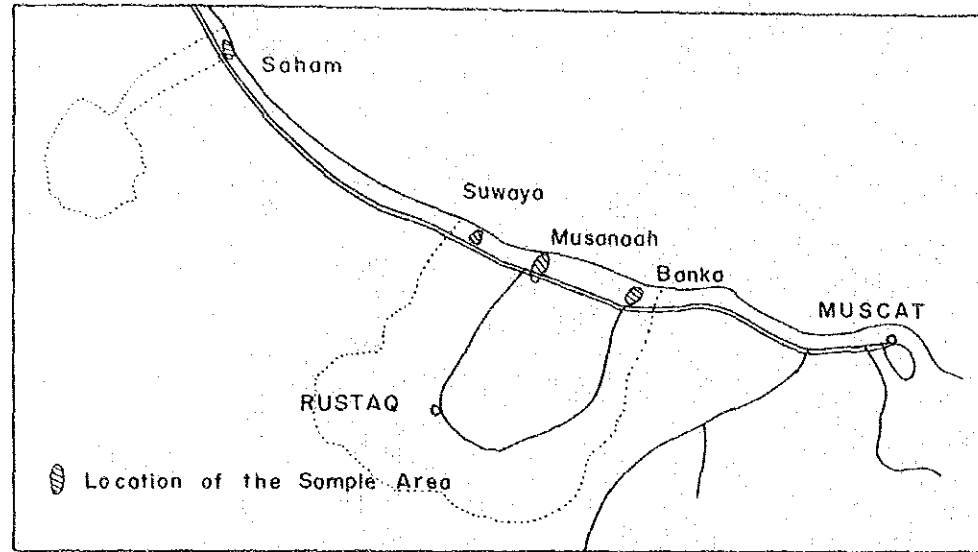 Saham
Suwaya
Musanaah
Banka
MUSCAT
RUSTAQ
Location of the Sample Area